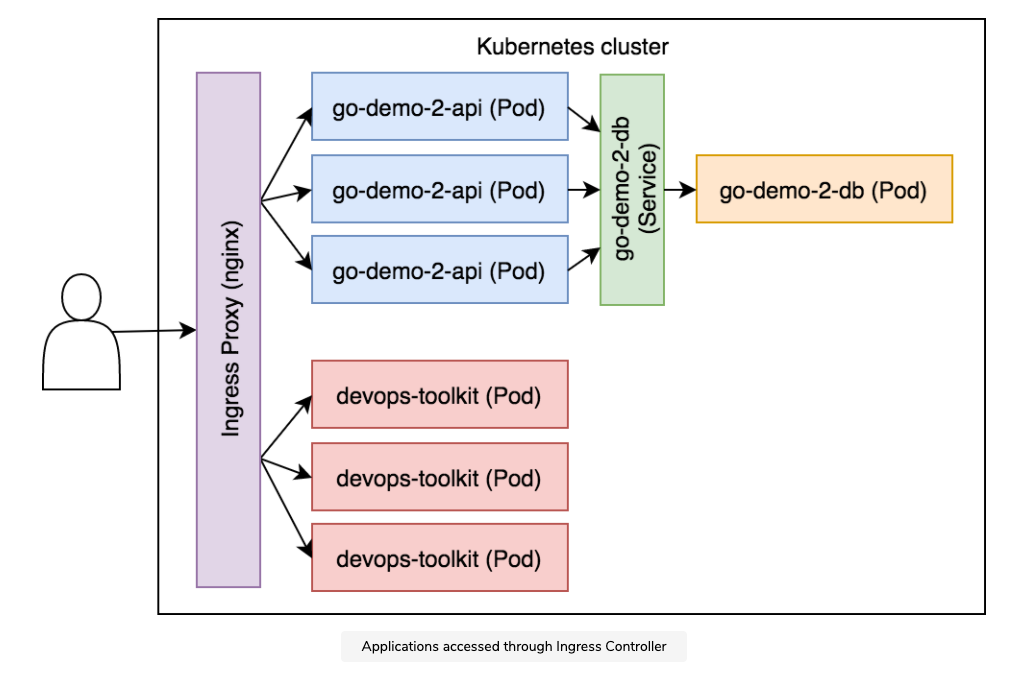 Kubernetes cluster
Ingress Proxy (nginx)
go-demo-2-api (Pod)
go-demo-2-api (Pod)
go-demo-2-api (Pod)
go-demo-2-db
(Service)
go-demo-2-db (Pod)
devops-toolkit (Pod)
devops-toolkit (Pod)
devops-toolkit (Pod)
Applications accessed through Ingress Controller